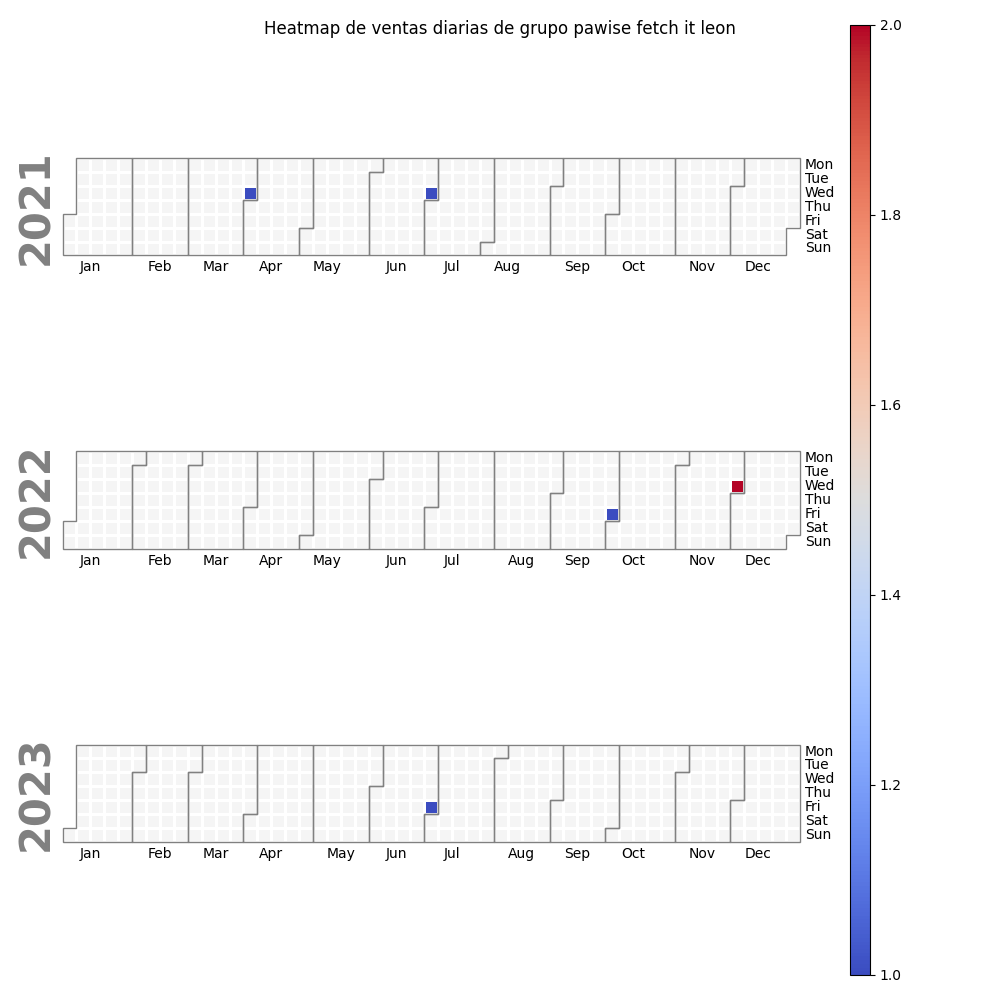 Heatmap de ventas diarias de grupo pawise fetch it leon
2021
Mon
Tue
Wed
Thu
Fri
Sat
Sun
Jan Feb Mar Apr May Jun Jul Aug Sep Oct Nov Dec
2022
Mon
Tue
Wed
Thu
Fri
Sat
Sun
Jan Feb Mar Apr May Jun Jul Aug Sep Oct Nov Dec
2023
Mon
Tue
Wed
Thu
Fri
Sat
Sun
Jan Feb Mar Apr May Jun Jul Aug Sep Oct Nov Dec
2.0
1.8
1.6
1.4
1.2
1.0